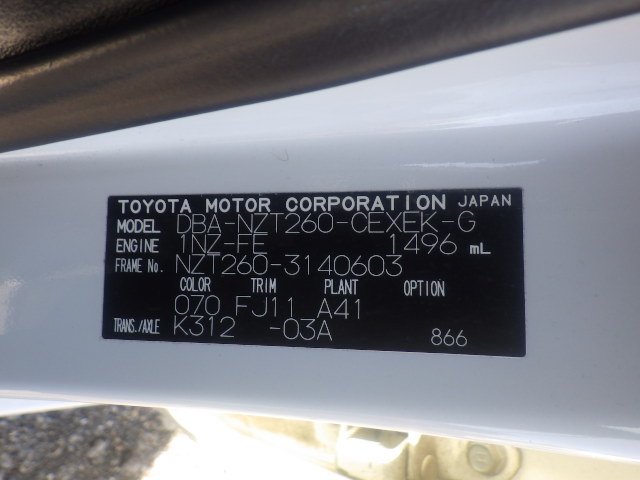 TOYOTA MOTOR CORPORATION JAPAN
MODEL DBA-NZT260-CEXEK-G
ENGINE 1NZ-FE 1496 mL
FRAME No. NZT260-3140603
COLOR TRIM PLANT OPTION
070 FJ11 A41
TRANS./AXLE K312 -03A 866